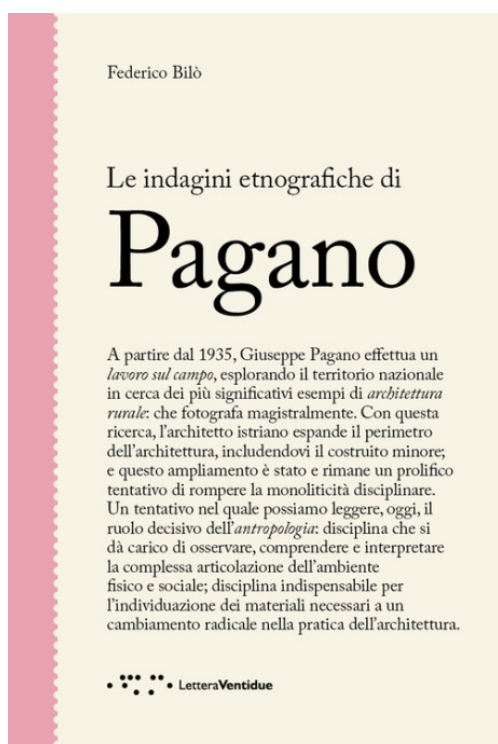 Federico Bilò
Le indagini etnografiche di
Pagano
A partire dal 1935, Giuseppe Pagano effettua un
lavoro sul campo, esplorando il territorio nazionale
in cerca dei più significativi esempi di architettura
rurale: che fotografa magistralmente. Con questa
ricerca, l'architetto istriano espande il perimetro
dell'architettura, includendovi il costruito minore;
e questo ampliamento è stato e rimane un prolifico
tentativo di rompere la monoliticità disciplinare.
Un tentativo nel quale possiamo leggere, oggi, il
ruolo decisivo dell'antropologia: disciplina che si
dà carico di osservare, comprendere e interpretare
la complessa articolazione dell'ambiente
fisico e sociale; disciplina indispensabile per
l'individuazione dei materiali necessari a un
cambiamento radicale nella pratica dell'architettura.
LetteraVentidue